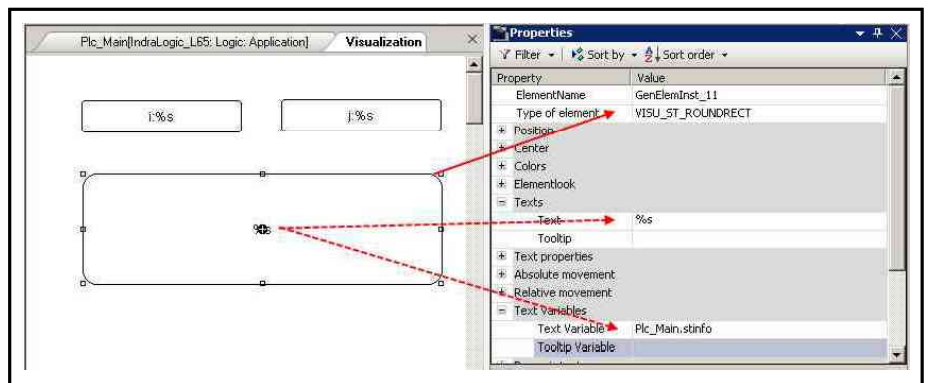 Plc_Main[IndraLogic_L65: Logic: Application]
Visualization
i:%s
j:%s
%s
Properties
Filter
Sort by
Sort order
Property Value
ElementName GenElemInst_11
Type of element VISU_ST_ROUNDRECT
Position
Center
Colors
Elementlook
Texts
Text %s
Tooltip
Text properties
Absolute movement
Relative movement
Text Variables
Text Variable Plc_Main.stinfo
Tooltip Variable